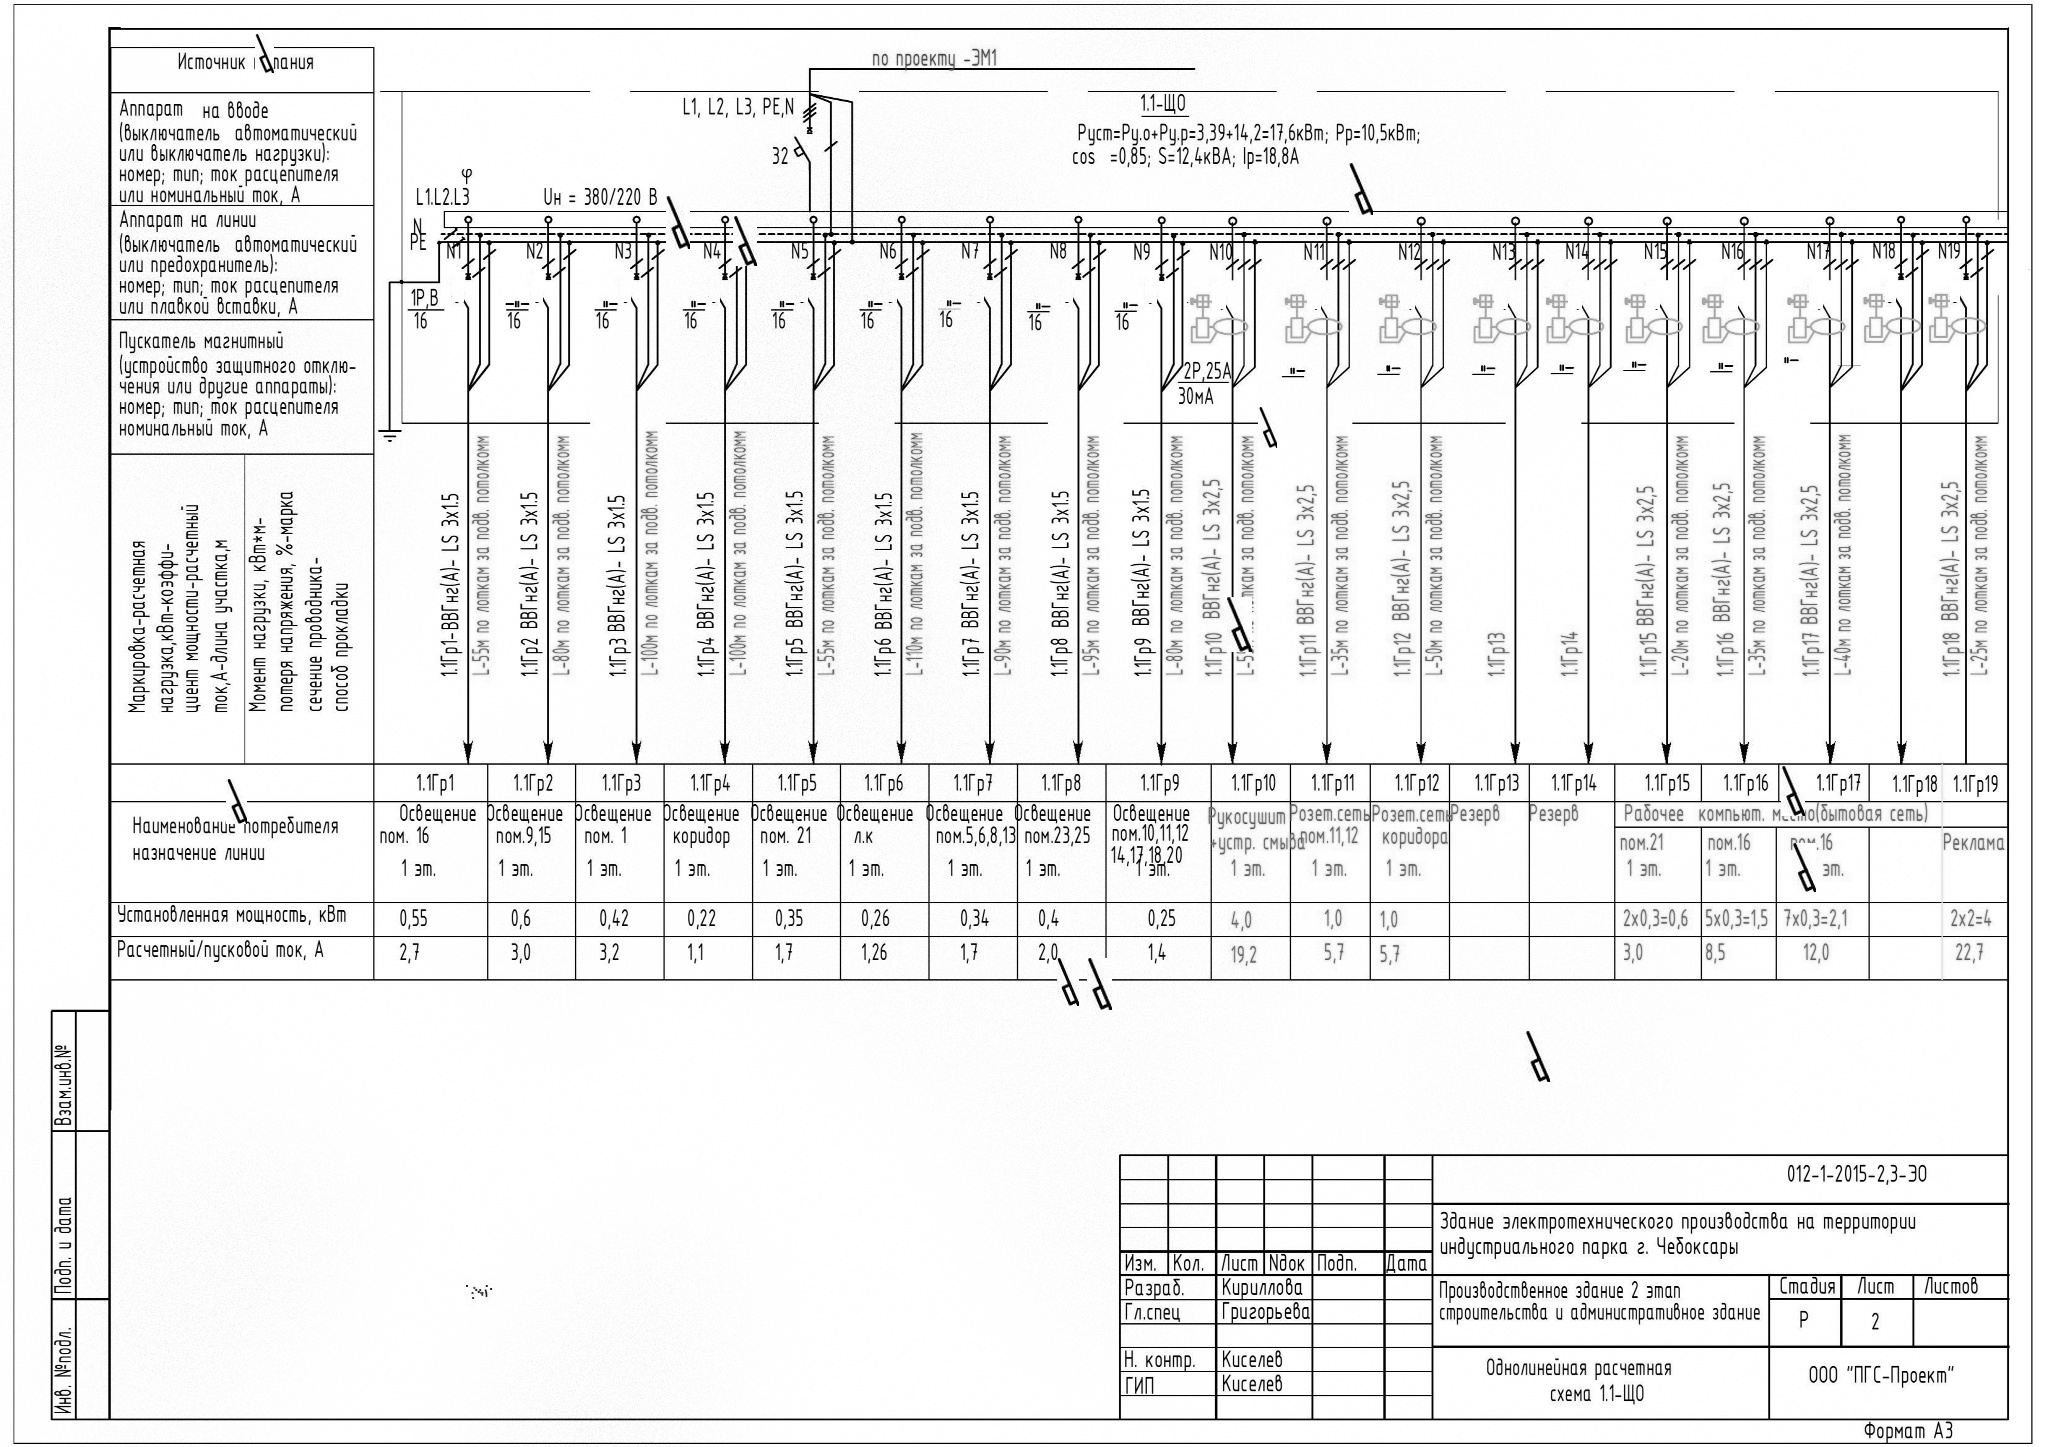 Источник
Аппарат на вводе
(выключатель автоматический
или выключатель нагрузки):
номер; тип; ток расцепителя
или номинальный ток, А
Аппарат на линии
(выключатель автоматический
или предохранитель):
номер; тип; ток расцепителя
или плавкой вставки, А
Пускатель магнитный
(устройство защитного отклю-
чения или другие аппараты):
номер; тип; ток расцепителя
номинальный ток, А
Маркировка-расчетная
нагрузка,кВт-коэффи-
циент мощности-расчетный
ток,А-длина участка,м
Момент нагрузки, кВт*м-
потеря напряжения, %-марка
сечение проводника-
способ прокладки
по проекту -ЭМ1
L1, L2, L3, PE,N
32
1.1-ЩО
Руст=Ру.о+Ру.р=3,39+14,2=17,6кВт; Рр=10,5кВт;
cos =0,85; S=12,4кВА; Iр=18,8А
φ
L1.L2.L3
Uн = 380/220 В
N
PE
N1 N2 N3 N4 N5 N6 N7 N8 N9 N10 N11 N12 N13 N14 N15 N16 N17 N18 N19
1Р,В
16
-"-
16
-"-
16
-"-
16
-"-
16
-"-
16
-"-
16
-"-
16
-"-
16
2Р,25А
30мА
-"- -"- -"- -"- -"- -"- -"-
1.1Гр1-ВВГнг(А)- LS 3х1.5
L-55м по лоткам за подв. потолкомм
1.1Гр2 ВВГнг(А)- LS 3х1.5
L-80м по лоткам за подв. потолкомм
1.1Гр3 ВВГнг(А)- LS 3х1.5
L-100м по лоткам за подв. потолкомм
1.1Гр4 ВВГнг(А)- LS 3х1.5
L-100м по лоткам за подв. потолкомм
1.1Гр5 ВВГнг(А)- LS 3х1.5
L-55м по лоткам за подв. потолкомм
1.1Гр6 ВВГнг(А)- LS 3х1.5
L-110м по лоткам за подв. потолкомм
1.1Гр7 ВВГнг(А)- LS 3х1.5
L-90м по лоткам за подв. потолкомм
1.1Гр8 ВВГнг(А)- LS 3х1.5
L-95м по лоткам за подв. потолкомм
1.1Гр9 ВВГнг(А)- LS 3х1.5
L-80м по лоткам за подв. потолкомм
1.1Гр10 ВВГнг(А)- LS 3х2,5
за подв. потолкомм
1.1Гр11 ВВГнг(А)- LS 3х2,5
L-35м по лоткам за подв. потолкомм
1.1Гр12 ВВГнг(А)- LS 3х2,5
L-50м по лоткам за подв. потолкомм
1.1Гр13
1.1Гр14
1.1Гр15 ВВГнг(А)- LS 3х2,5
L-20м по лоткам за подв. потолкомм
1.1Гр16 ВВГнг(А)- LS 3х2,5
L-35м по лоткам за подв. потолкомм
1.1Гр17 ВВГнг(А)- LS 3х2,5
L-40м по лоткам за подв. потолкомм
1.1Гр18 ВВГнг(А)- LS 3х2,5
L-25м по лоткам за подв. потолкомм
1.1Гр1 1.1Гр2 1.1Гр3 1.1Гр4 1.1Гр5 1.1Гр6 1.1Гр7 1.1Гр8 1.1Гр9 1.1Гр10 1.1Гр11 1.1Гр12 1.1Гр13 1.1Гр14 1.1Гр15 1.1Гр16 1.1Гр17 1.1Гр18 1.1Гр19
Наименование потребителя
назначение линии
Освещение
пом. 16
1 эт.
Освещение
пом.9,15
1 эт.
Освещение
пом. 1
1 эт.
Освещение
коридор
1 эт.
Освещение
пом. 21
1 эт.
Освещение
л.к
1 эт.
Освещение
пом.5,6,8,13
1 эт.
Освещение
пом.23,25
1 эт.
Освещение
пом.10,11,12
14,17,18,20
1 эт.
Рукосушит
+устр. смыва
1 эт.
Розет.сеть
пом.11,12
1 эт.
Розет.сеть
коридора
1 эт.
Резерв
Резерв
Рабочее компьют. место(бытовая сеть)
пом.21
1 эт.
пом.16
1 эт.
пом.16
эт.
Реклама
Установленная мощность, кВт 0,55 0,6 0,42 0,22 0,35 0,26 0,34 0,4 0,25 4,0 1,0 1,0 2х0,3=0,6 5х0,3=1,5 7х0,3=2,1 2х2=4
Расчетный/пусковой ток, А 2,7 3,0 3,2 1,1 1,7 1,26 1,7 2,0 1,4 19,2 5,7 5,7 3,0 8,5 12,0 22,7
Взам.инв.№
Подп. и дата
Инв. №подл.
012-1-2015-2,3-ЭО
Здание электротехнического производства на территории
индустриального парка г. Чебоксары
Изм. Кол. Лист Nдок Подп. Дата
Разраб. Кириллова
Гл.спец Григорьева
Н. контр. Киселев
ГИП Киселев
Производственное здание 2 этап
строительства и административное здание
Стадия Лист Листов
Р 2
Однолинейная расчетная
схема 1.1-ЩО
ООО "ПГС-Проект"
Формат А3